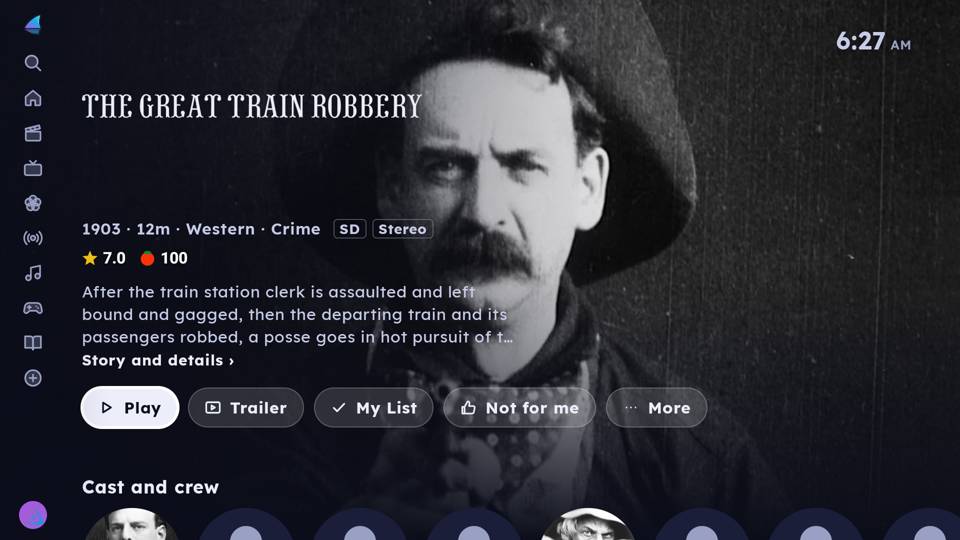 6:27 AM
THE GREAT TRAIN ROBBERY
1903 · 12m · Western · Crime SD Stereo
7.0 100
After the train station clerk is assaulted and left
bound and gagged, then the departing train and its
passengers robbed, a posse goes in hot pursuit of t...
Story and details ›
Play Trailer My List Not for me More
Cast and crew